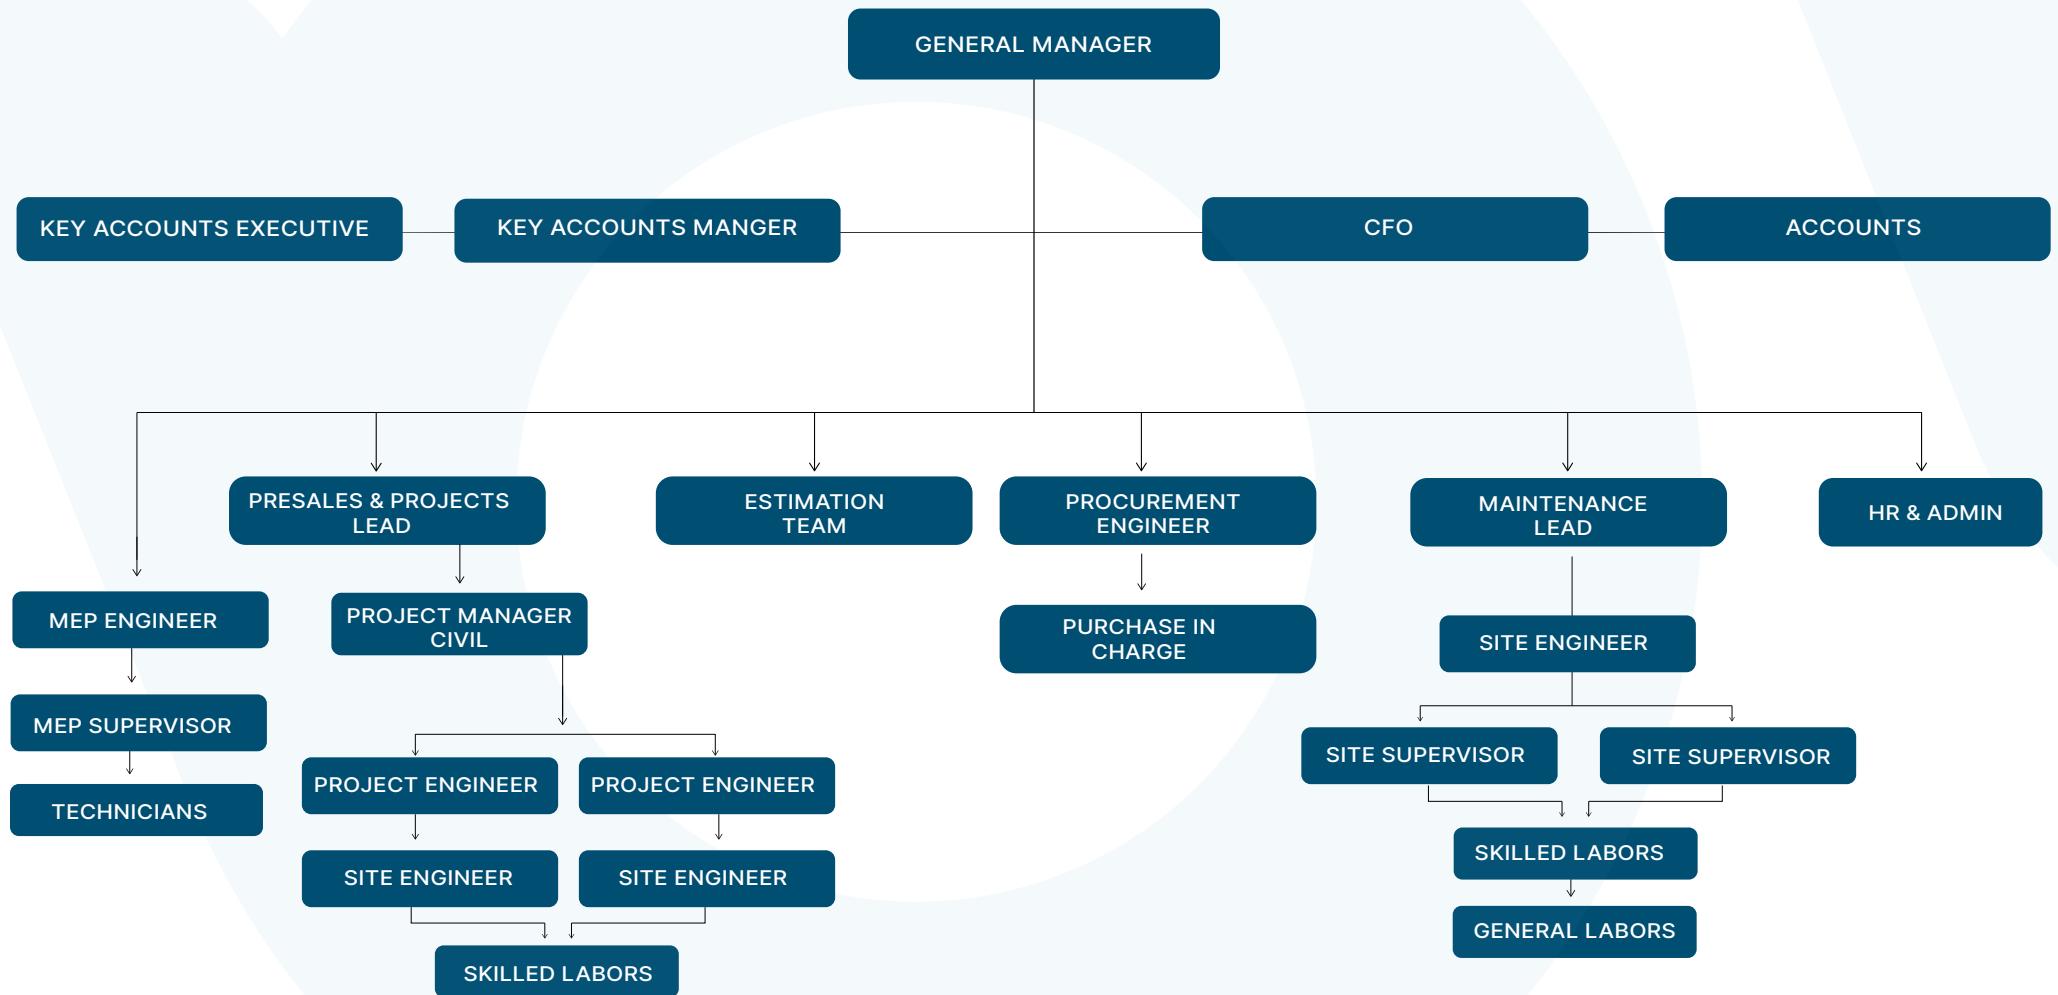 GENERAL MANAGER
KEY ACCOUNTS EXECUTIVE
KEY ACCOUNTS MANGER
CFO
ACCOUNTS
PRESALES & PROJECTS
LEAD
ESTIMATION
TEAM
PROCUREMENT
ENGINEER
MAINTENANCE
LEAD
HR & ADMIN
MEP ENGINEER
PROJECT MANAGER
CIVIL
PURCHASE IN
CHARGE
SITE ENGINEER
MEP SUPERVISOR
SITE SUPERVISOR
SITE SUPERVISOR
PROJECT ENGINEER
PROJECT ENGINEER
TECHNICIANS
SKILLED LABORS
SITE ENGINEER
SITE ENGINEER
GENERAL LABORS
SKILLED LABORS